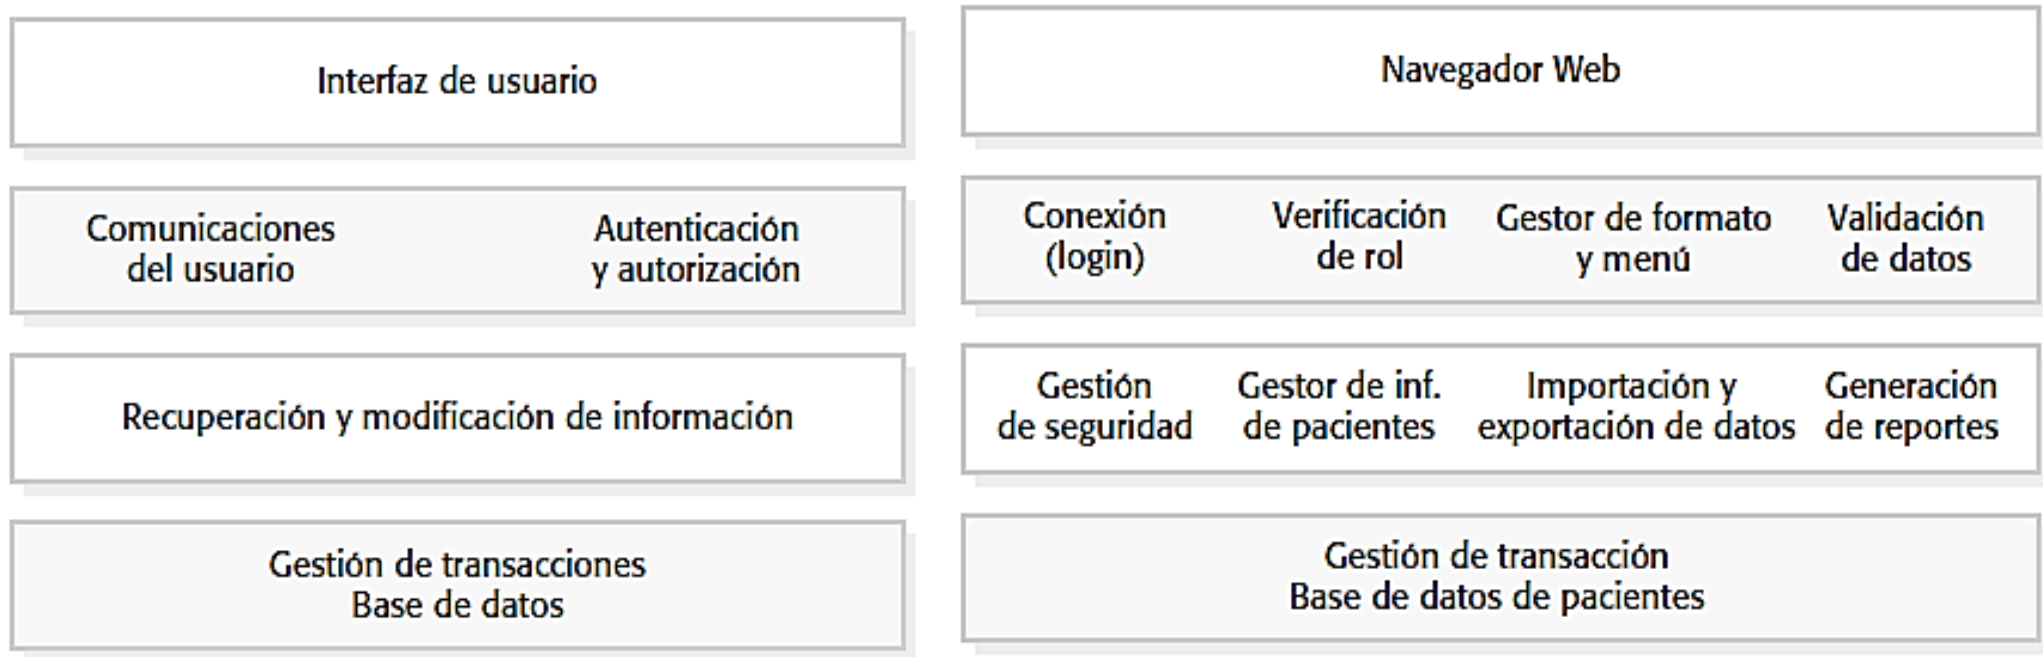 Interfaz de usuario
Comunicaciones
del usuario
Autenticación
y autorización
Recuperación y modificación de información
Gestión de transacciones
Base de datos
Navegador Web
Conexión
(login)
Verificación
de rol
Gestor de formato
y menú
Validación
de datos
Gestión
de seguridad
Gestor de inf.
de pacientes
Importación y
exportación de datos
Generación
de reportes
Gestión de transacción
Base de datos de pacientes